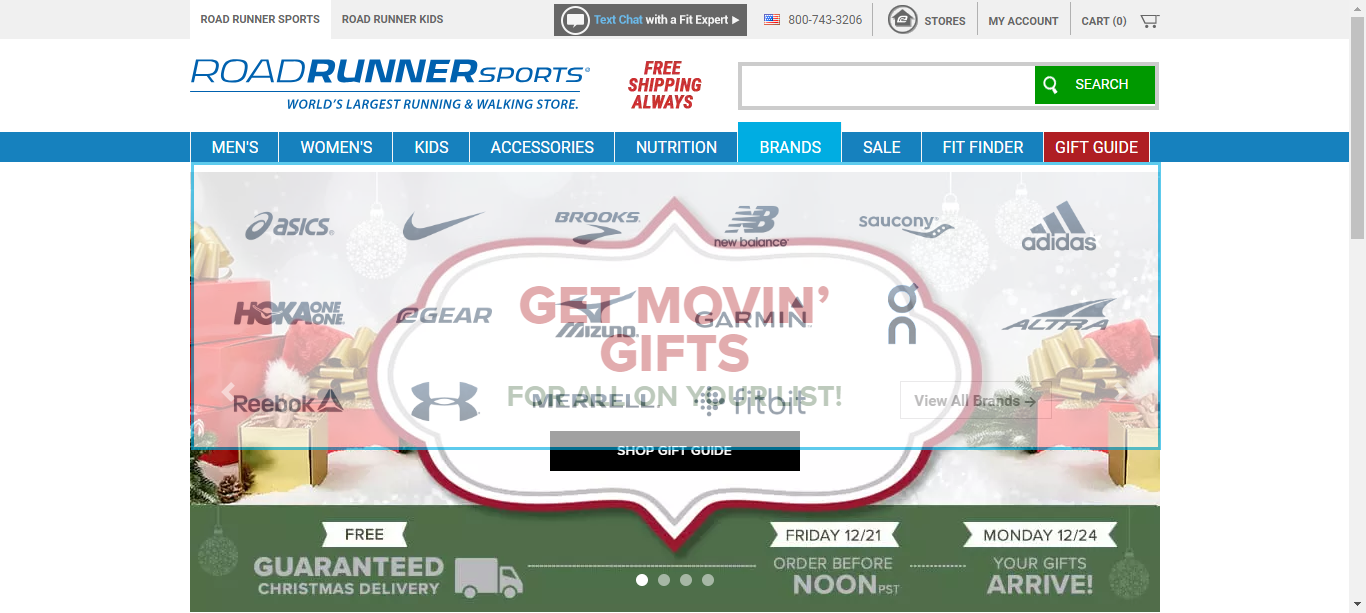 ROAD RUNNER SPORTS
ROAD RUNNER KIDS
Text Chat with a Fit Expert
800-743-3206
STORES
MY ACCOUNT
CART (0)
ROADRUNNERSPORTS
WORLD'S LARGEST RUNNING & WALKING STORE.
FREE
SHIPPING
ALWAYS
SEARCH
MEN'S
WOMEN'S
KIDS
ACCESSORIES
NUTRITION
BRANDS
SALE
FIT FINDER
GIFT GUIDE
asics
BROOKS
NB
new balance
saucony
adidas
HOKA ONE ONE
GEAR
MIZUNO
GARMIN
on
ALTRA
Reebok
MERRELL
fitbit
View All Brands
GET MOVIN'
GIFTS
FOR ALL ON YOUR LIST!
SHOP GIFT GUIDE
FREE
GUARANTEED
CHRISTMAS DELIVERY
FRIDAY 12/21
ORDER BEFORE
NOON PST
MONDAY 12/24
YOUR GIFTS
ARRIVE!